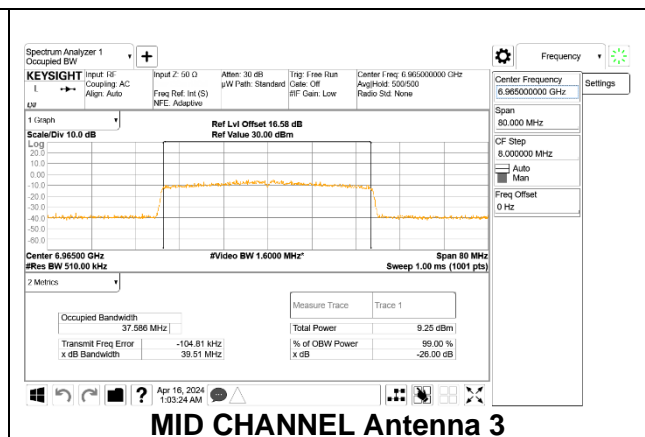 Spectrum Analyzer 1
Occupied BW
Frequency
KEYSIGHT
Input: RF
Coupling: AC
Align: Auto
Input Z: 50 Ω
Freq Ref: Int (S)
NFE: Adaptive
Atten: 30 dB
µW Path: Standard
Trig: Free Run
Gate: Off
#IF Gain: Low
Center Freq: 6.965000000 GHz
Avg|Hold: 500/500
Radio Std: None
Center Frequency
6.965000000 GHz
Settings
Span
80.000 MHz
CF Step
8.000000 MHz
Auto
Man
Freq Offset
0 Hz
1 Graph
Scale/Div 10.0 dB
Ref Lvl Offset 16.58 dB
Ref Value 30.00 dBm
Log
20.0
10.0
0.00
-10.0
-20.0
-30.0
-40.0
-50.0
-60.0
Center 6.96500 GHz
#Video BW 1.6000 MHz*
Span 80 MHz
#Res BW 510.00 kHz
Sweep 1.00 ms (1001 pts)
2 Metrics
Measure Trace
Trace 1
Occupied Bandwidth
37.586 MHz
Total Power
9.25 dBm
Transmit Freq Error
-104.81 kHz
% of OBW Power
99.00 %
x dB Bandwidth
39.51 MHz
x dB
-26.00 dB
Apr 16, 2024
1:03:24 AM
MID CHANNEL Antenna 3